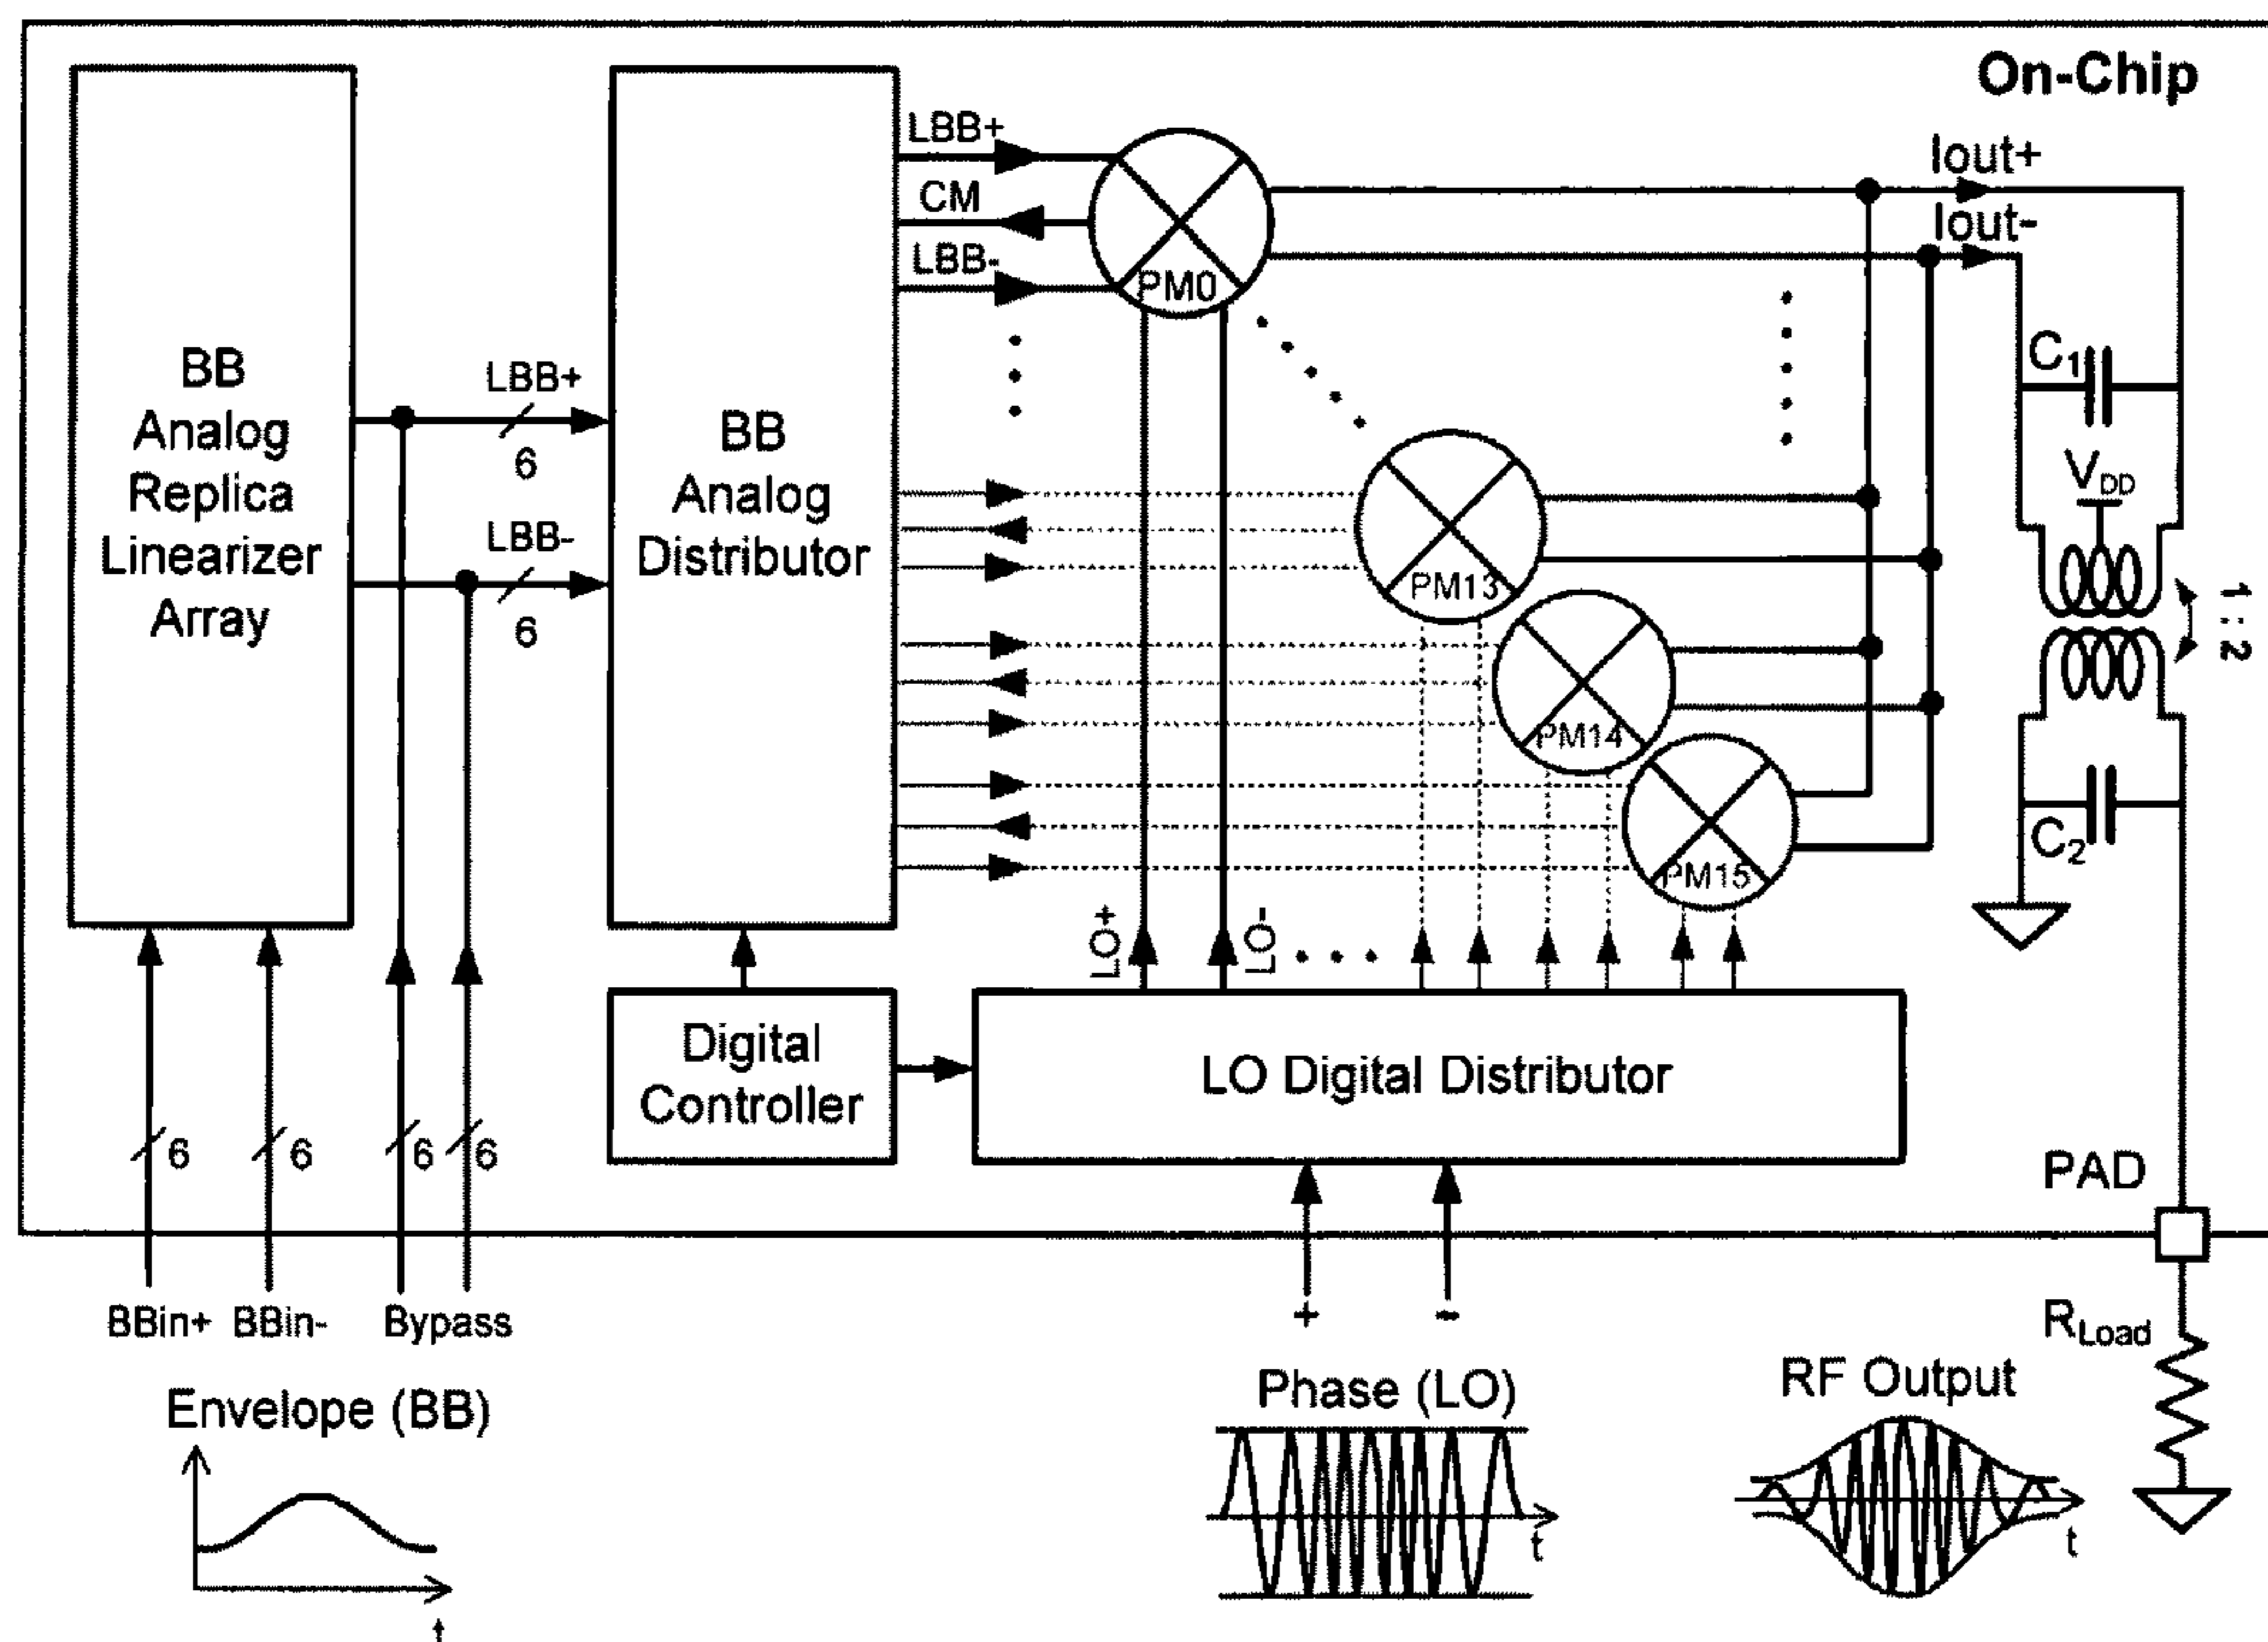 On-Chip
BB
Analog
Replica
Linearizer
Array
BB
Analog
Distributor
LBB+
6
LBB-
6
LBB+
CM
LBB-
PM0
PM13
PM14
PM15
Iout+
Iout-
C1
VDD
1 : 2
C2
LO+
LO-
Digital
Controller
LO Digital Distributor
6
6
6
6
PAD
BBin+
BBin-
Bypass
+
-
RLoad
Envelope (BB)
t
Phase (LO)
t
RF Output
t